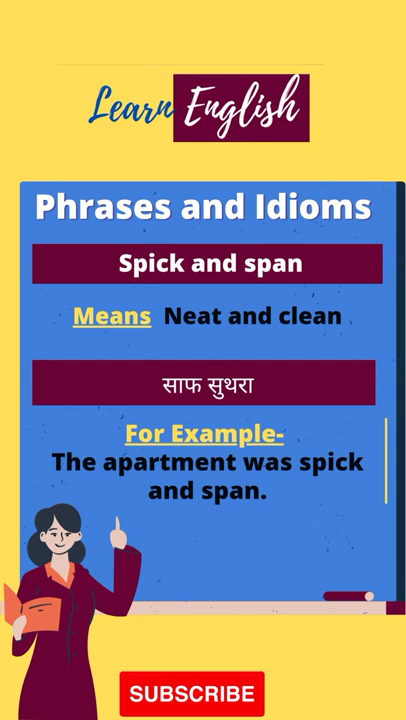 Learn English
Phrases and Idioms
Spick and span
Means Neat and clean
साफ सुथरा
For Example-
The apartment was spick
and span.
SUBSCRIBE